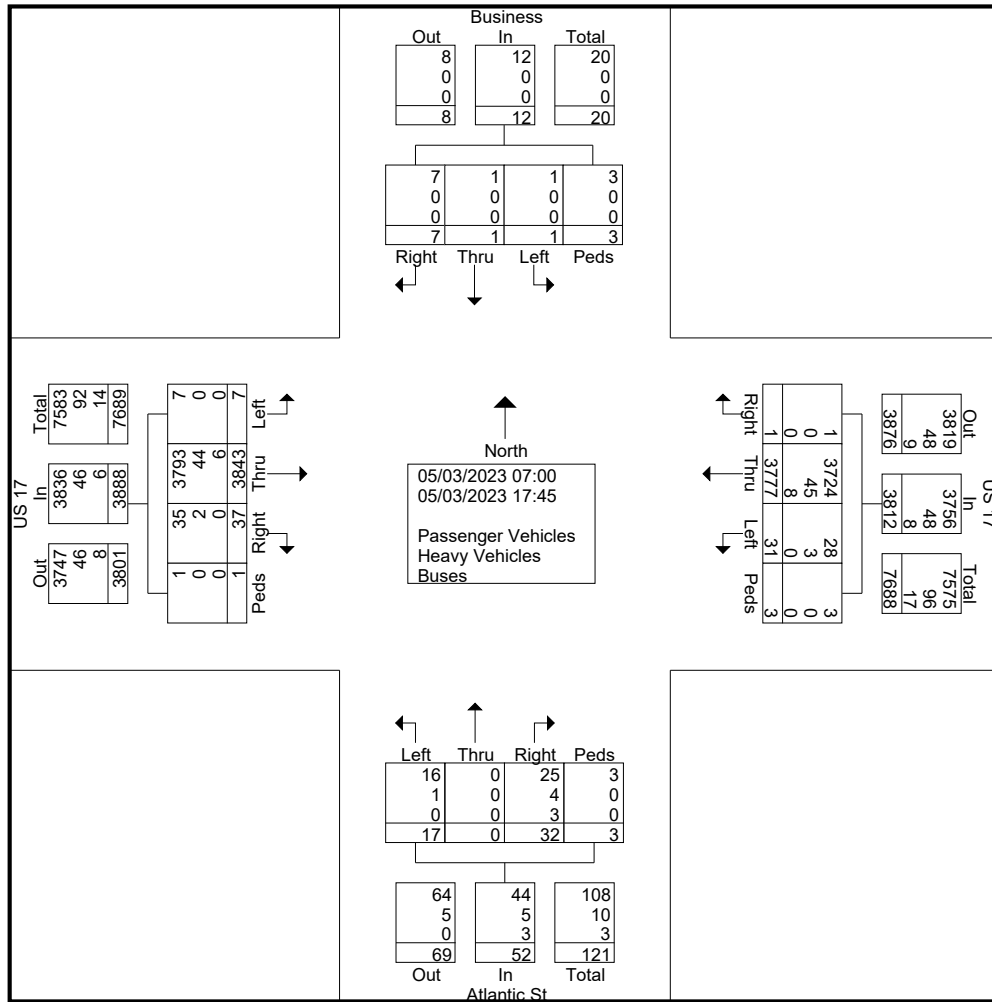 Business
Out In Total
8 12 20
0 0 0
0 0 0
8 12 20
7 1 1 3
0 0 0 0
0 0 0 0
7 1 1 3
Right Thru Left Peds
US 17
Total In Out
7583 3836 3747
92 46 46
14 6 8
7689 3888 3801
7 3793 35 1
0 44 2 0
0 6 0 0
7 3843 37 1
Left Thru Right Peds
North
05/03/2023 07:00
05/03/2023 17:45
Passenger Vehicles
Heavy Vehicles
Buses
Right Thru Left Peds
1 3724 28 3
0 45 3 0
0 8 0 0
1 3777 31 3
US 17
Out In Total
3819 3756 7575
48 48 96
9 8 17
3876 3812 7688
Left Thru Right Peds
16 0 25 3
1 0 4 0
0 0 3 0
17 0 32 3
64 44 108
5 5 10
0 3 3
69 52 121
Out In Total
Atlantic St